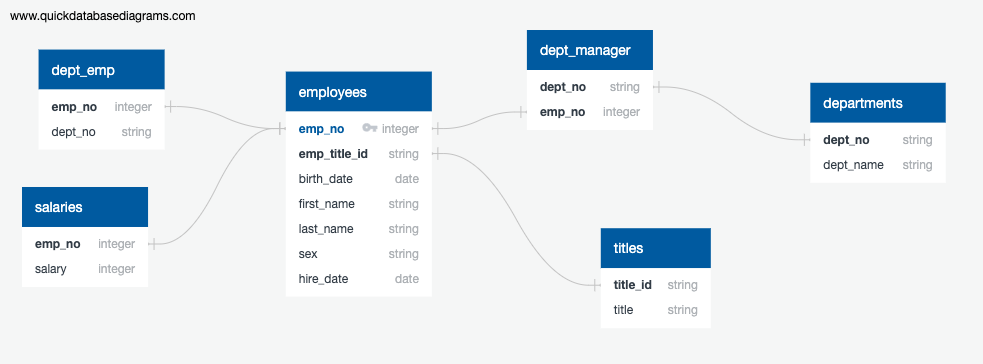 www.quickdatabasediagrams.com
dept_emp
emp_no integer
dept_no string
salaries
emp_no integer
salary integer
employees
emp_no integer
emp_title_id string
birth_date date
first_name string
last_name string
sex string
hire_date date
dept_manager
dept_no string
emp_no integer
titles
title_id string
title string
departments
dept_no string
dept_name string